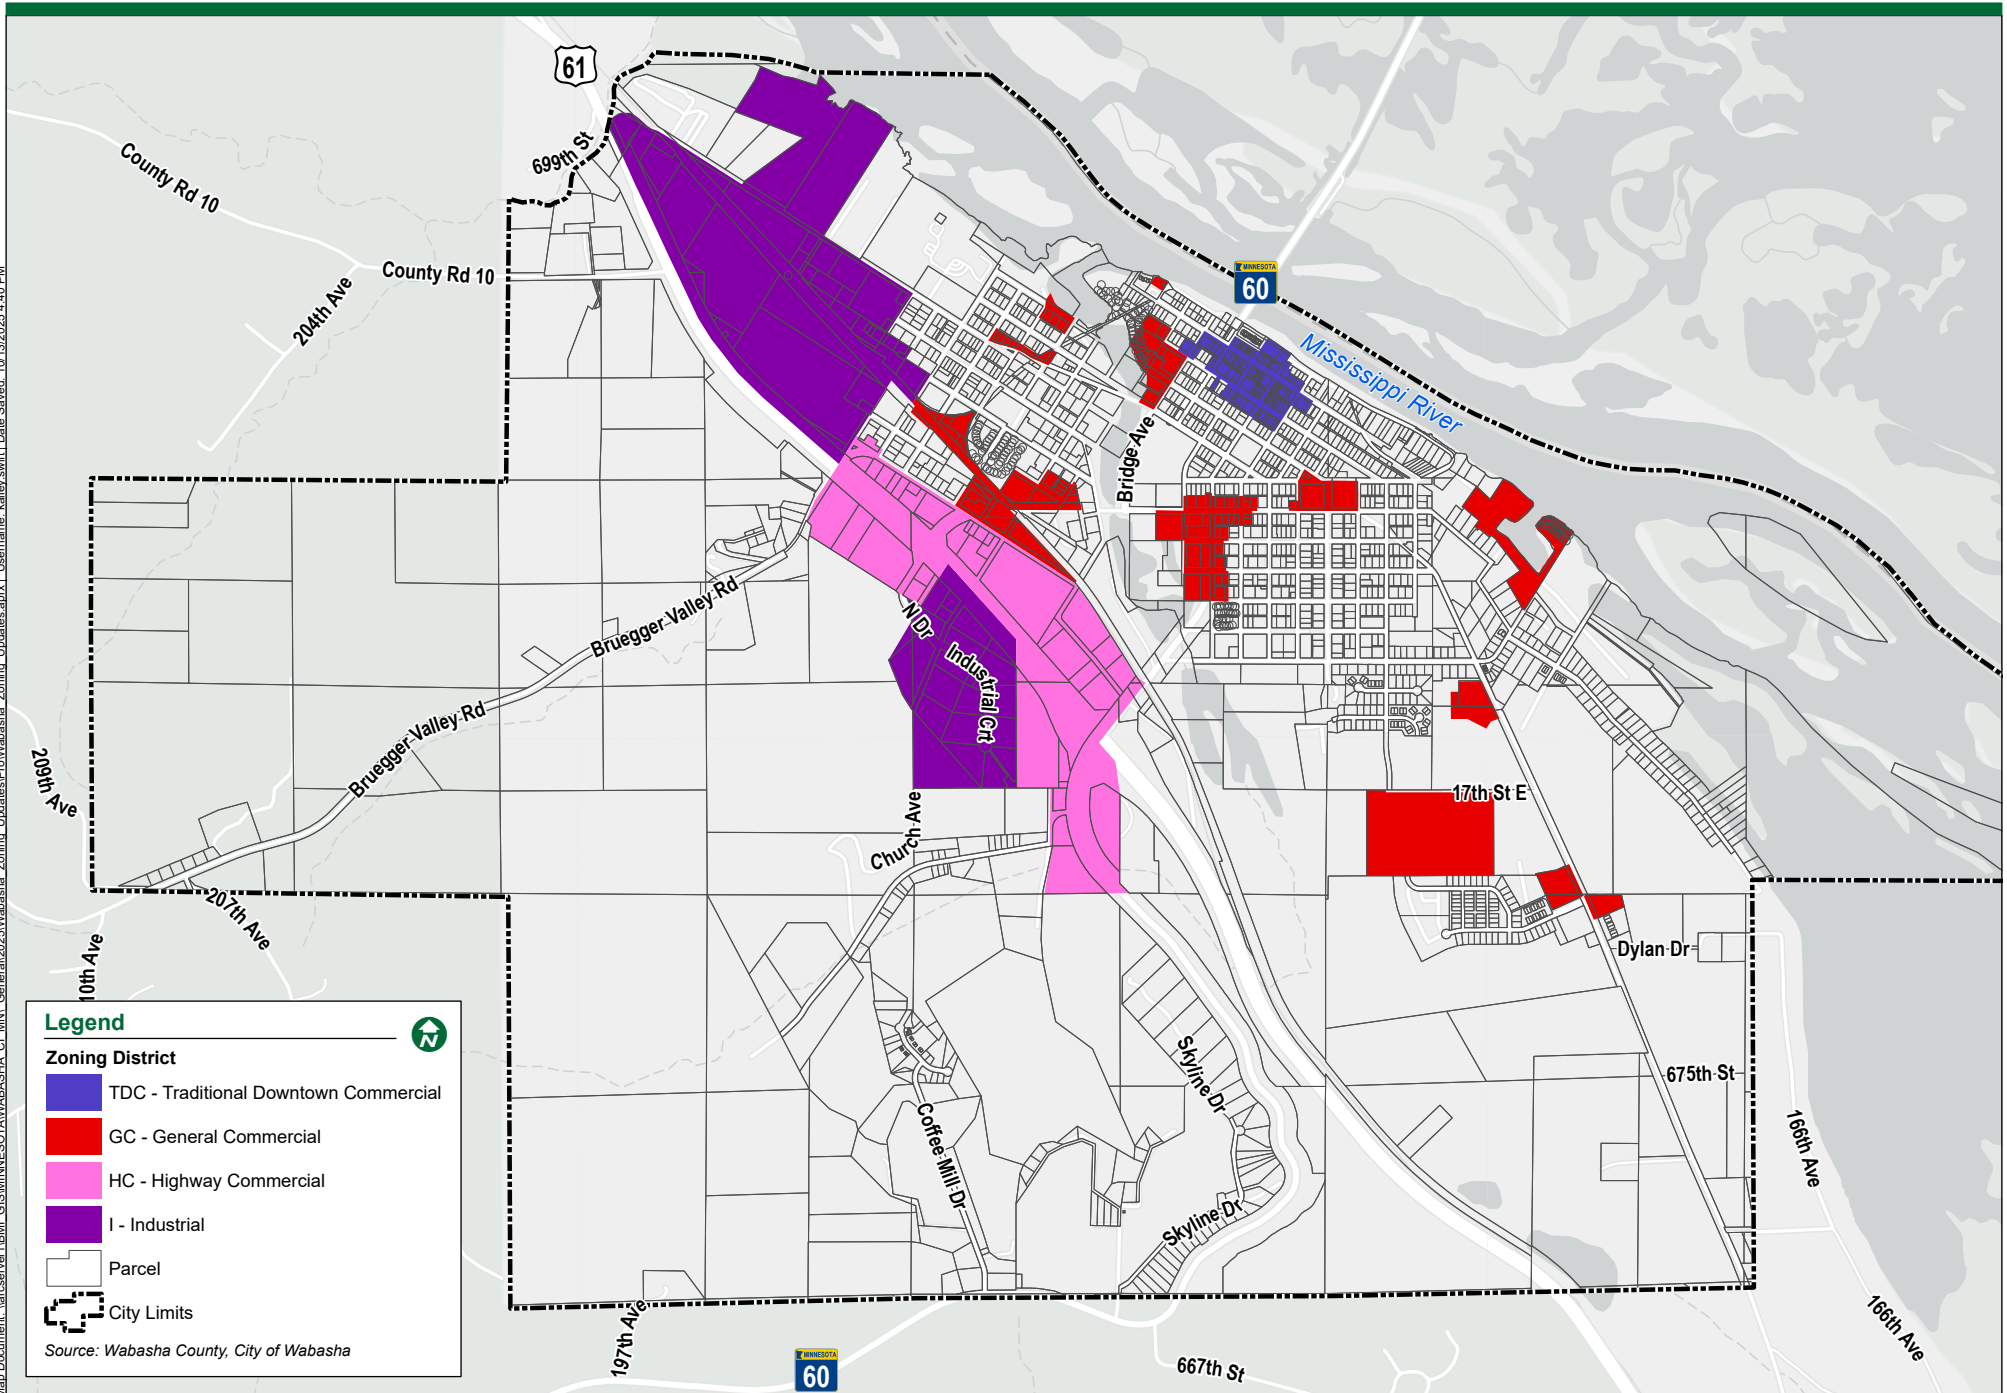 61
699th St
County Rd 10
County Rd 10
204th Ave
MINNESOTA
60
Mississippi River
Bridge Ave
Bruegger Valley Rd
N Dr
Industrial Crt
Bruegger Valley Rd
209th Ave
17th St E
Church Ave
207th Ave
10th Ave
Dylan Dr
Skyline Dr
675th St
Coffee Mill Dr
166th Ave
Skyline Dr
197th Ave
166th Ave
667th St
MINNESOTA
60
Legend
N
Zoning District
TDC - Traditional Downtown Commercial
GC - General Commercial
HC - Highway Commercial
I - Industrial
Parcel
City Limits
Source: Wabasha County, City of Wabasha